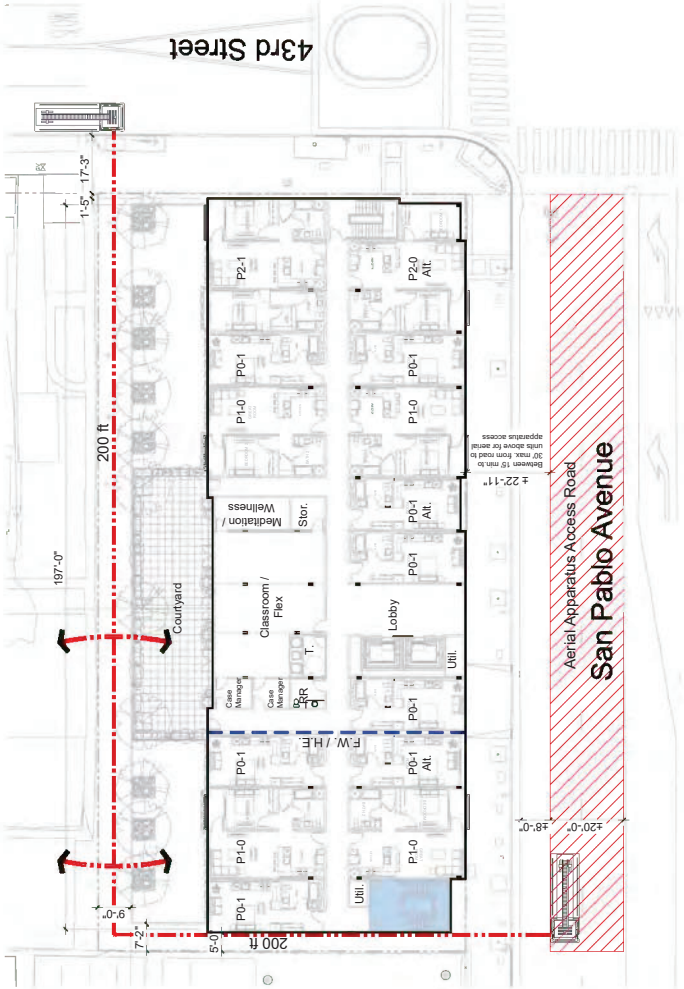 43rd Street
17'-3"
1'-5"
200 ft
197'-0"
Courtyard
9'-0"
7'-2"
5'-0"
200 ft
P2-1
P0-1
P1-0
Meditation /
Wellness
Stor.
Classroom /
Flex
T.
Case
Manager
Case
Manager
RR
F.W. / H.E.
P0-1
P1-0
P0-1
P2-0
Alt.
P0-1
P1-0
P0-1
Alt.
P0-1
Lobby
Util.
P0-1
P0-1
Alt.
P1-0
Util.
Between 15' min.to
30' max. from road to
units above for aerial
apparatus access
± 22'-11"
Aerial Apparatus Access Road
San Pablo Avenue
±8'-0"
±20'-0"